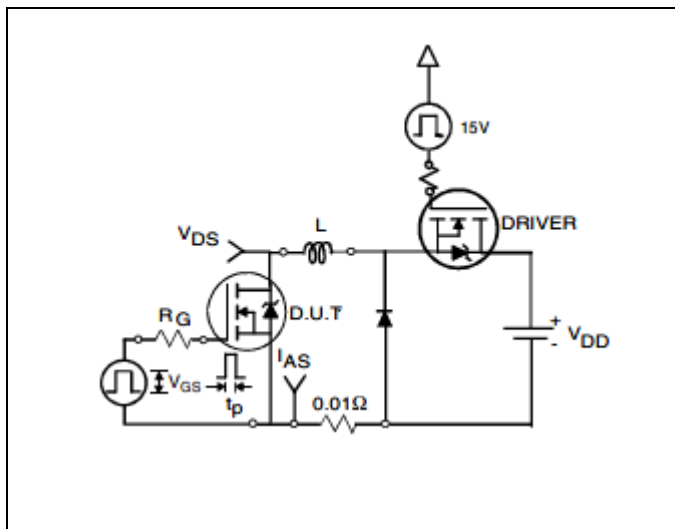 15V
DRIVER
L
VDS
D.U.T
RG
IAS
+
VDD
-
VGS
tp
0.01Ω